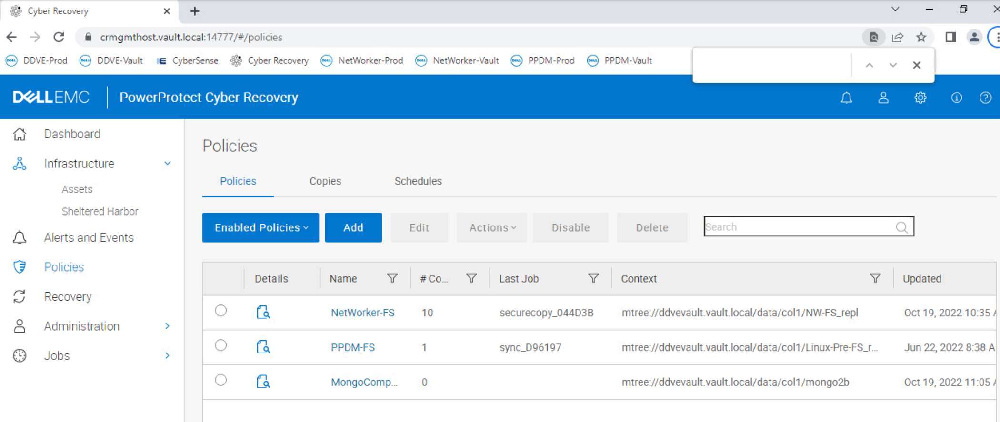 Cyber Recovery
crmgmthost.vault.local:14777/#/policies
DDVE-Prod DDVE-Vault CyberSense Cyber Recovery NetWorker-Prod NetWorker-Vault PPDM-Prod PPDM-Vault
DELLEMC PowerProtect Cyber Recovery
Dashboard
Infrastructure
Assets
Sheltered Harbor
Alerts and Events
Policies
Recovery
Administration
Jobs
Policies
Policies Copies Schedules
Enabled Policies Add Edit Actions Disable Delete Search
Details Name # Co... Last Job Context Updated
NetWorker-FS 10 securecopy_044D3B mtree://ddvevault.vault.local/data/col1/NW-FS_repl Oct 19, 2022 10:35
PPDM-FS 1 sync_D96197 mtree://ddvevault.vault.local/data/col1/Linux-Pre-FS_r... Jun 22, 2022 8:38 A
MongoComp... 0 mtree://ddvevault.vault.local/data/col1/mongo2b Oct 19, 2022 11:05